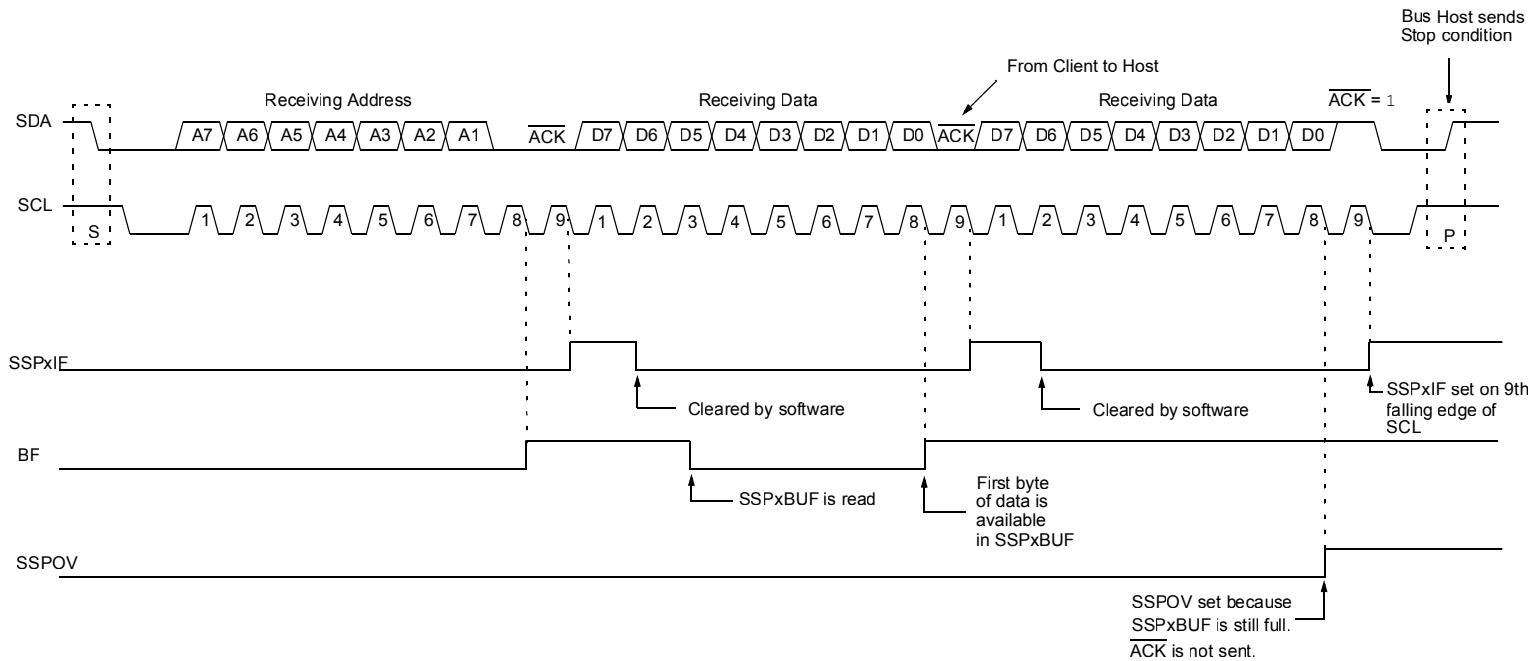 Bus Host sends
Stop condition
From Client to Host
Receiving Address
Receiving Data
Receiving Data
ACK = 1
SDA
A7 A6 A5 A4 A3 A2 A1 ACK D7 D6 D5 D4 D3 D2 D1 D0 ACK D7 D6 D5 D4 D3 D2 D1 D0
SCL
S
1 2 3 4 5 6 7 8 9 1 2 3 4 5 6 7 8 9 1 2 3 4 5 6 7 8 9
P
SSPxIF
Cleared by software
Cleared by software
SSPxIF set on 9th
falling edge of
SCL
BF
SSPxBUF is read
First byte
of data is
available
in SSPxBUF
SSPOV
SSPOV set because
SSPxBUF is still full.
ACK is not sent.